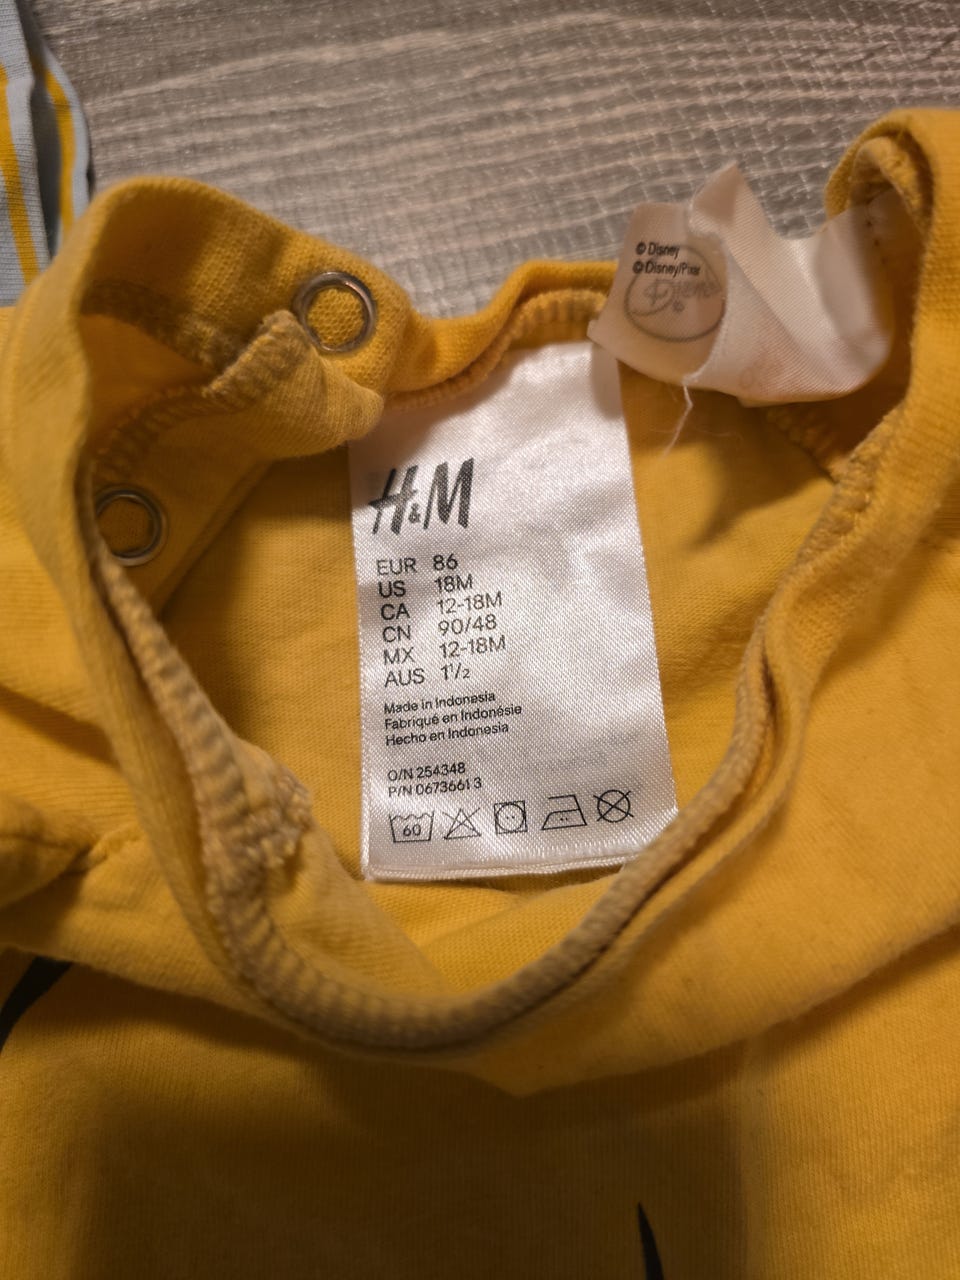 © Disney
© Disney/Pixar
Disney
©
H&M
EUR 86
US 18M
CA 12-18M
CN 90/48
MX 12-18M
AUS 1½
Made in Indonesia
Fabriqué en Indonésie
Hecho en Indonesia
O/N 254348
P/N 0673661 3
60